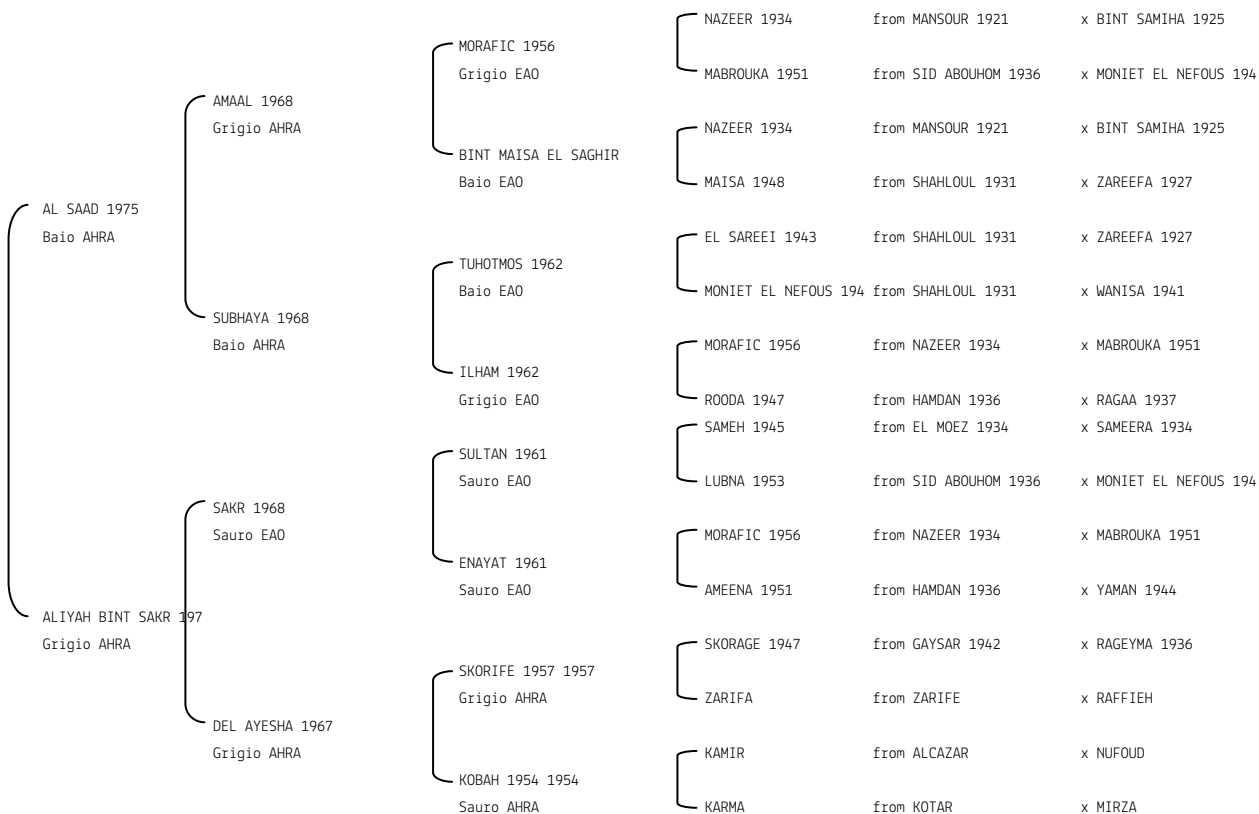 NAZEER 1934 from MANSOUR 1921 x BINT SAMIHA 1925
MORAFIC 1956
Grigio EAO MABROUKA 1951 from SID ABOUHOM 1936 x MONIET EL NEFOUS 194
AMAAL 1968
Grigio AHRA NAZEER 1934 from MANSOUR 1921 x BINT SAMIHA 1925
BINT MAISA EL SAGHIR
Baio EAO MAISA 1948 from SHAHLOUL 1931 x ZAREEFA 1927
AL SAAD 1975
Baio AHRA EL SAREEI 1943 from SHAHLOUL 1931 x ZAREEFA 1927
TUHOTMOS 1962
Baio EAO MONIET EL NEFOUS 194 from SHAHLOUL 1931 x WANISA 1941
SUBHAYA 1968
Baio AHRA MORAFIC 1956 from NAZEER 1934 x MABROUKA 1951
ILHAM 1962
Grigio EAO ROODA 1947 from HAMDAN 1936 x RAGAA 1937
SAMEH 1945 from EL MOEZ 1934 x SAMEERA 1934
SULTAN 1961
Sauro EAO LUBNA 1953 from SID ABOUHOM 1936 x MONIET EL NEFOUS 194
SAKR 1968
Sauro EAO MORAFIC 1956 from NAZEER 1934 x MABROUKA 1951
ENAYAT 1961
Sauro EAO AMEENA 1951 from HAMDAN 1936 x YAMAN 1944
ALIYAH BINT SAKR 197
Grigio AHRA SKORAGE 1947 from GAYSAR 1942 x RAGEYMA 1936
SKORIFE 1957 1957
Grigio AHRA ZARIFA from ZARIFE x RAFFIEH
DEL AYESHA 1967
Grigio AHRA KAMIR from ALCAZAR x NUFOUD
KOBAH 1954 1954
Sauro AHRA KARMA from KOTAR x MIRZA